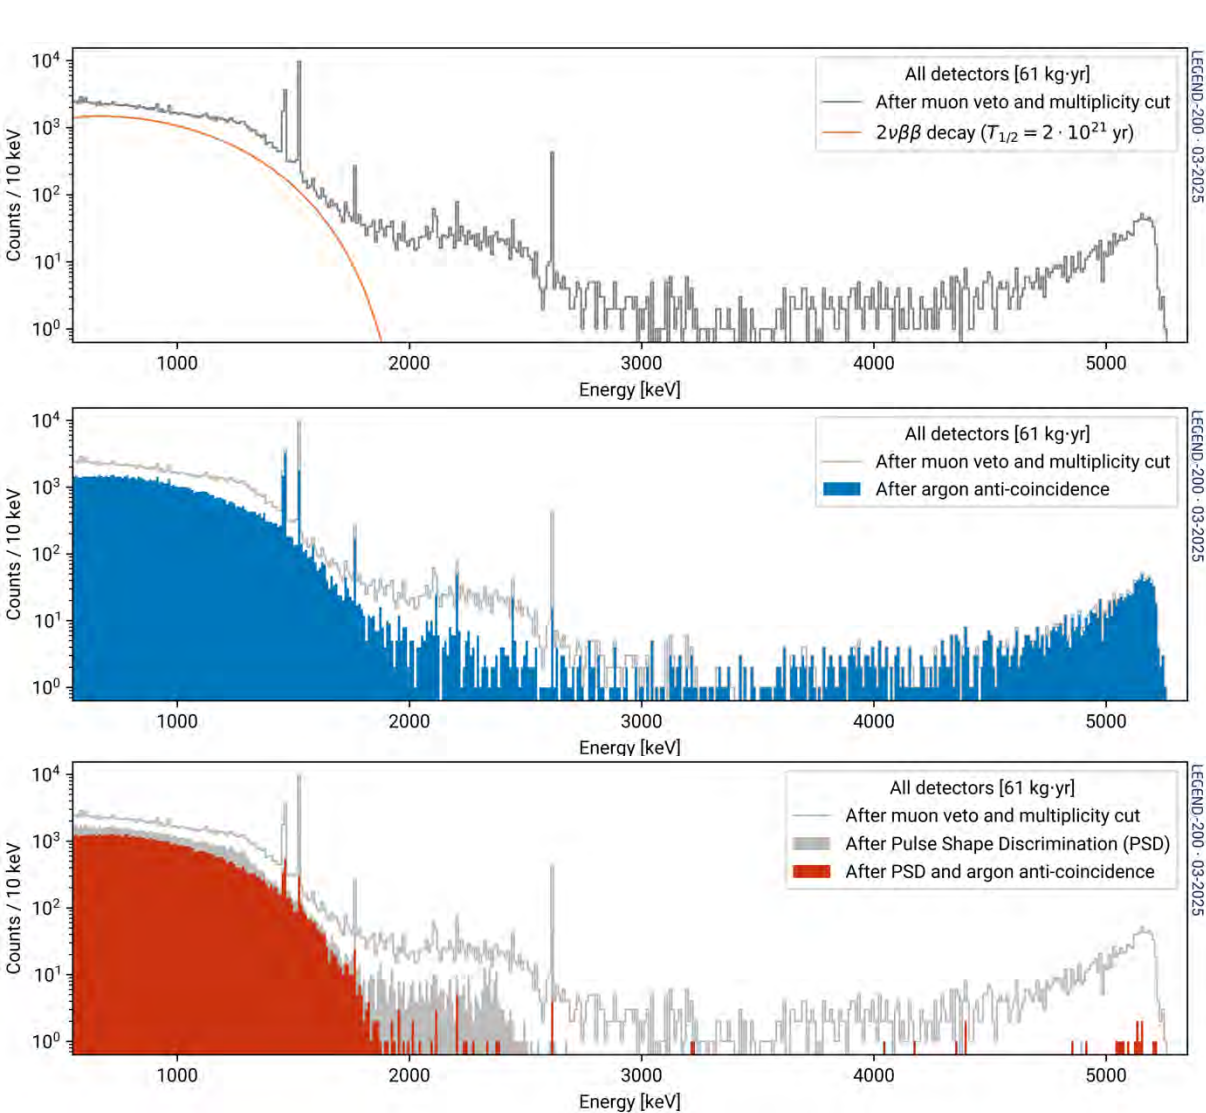 10⁴
10³
10²
10¹
10⁰
Counts / 10 keV
All detectors [61 kg·yr]
After muon veto and multiplicity cut
2νββ decay (T₁/₂ = 2 · 10²¹ yr)
LEGEND-200 · 03-2025
1000 2000 3000 4000 5000
Energy [keV]
10⁴
10³
10²
10¹
10⁰
Counts / 10 keV
All detectors [61 kg·yr]
After muon veto and multiplicity cut
After argon anti-coincidence
LEGEND-200 · 03-2025
1000 2000 3000 4000 5000
Energy [keV]
10⁴
10³
10²
10¹
10⁰
Counts / 10 keV
All detectors [61 kg·yr]
After muon veto and multiplicity cut
After Pulse Shape Discrimination (PSD)
After PSD and argon anti-coincidence
LEGEND-200 · 03-2025
1000 2000 3000 4000 5000
Energy [keV]